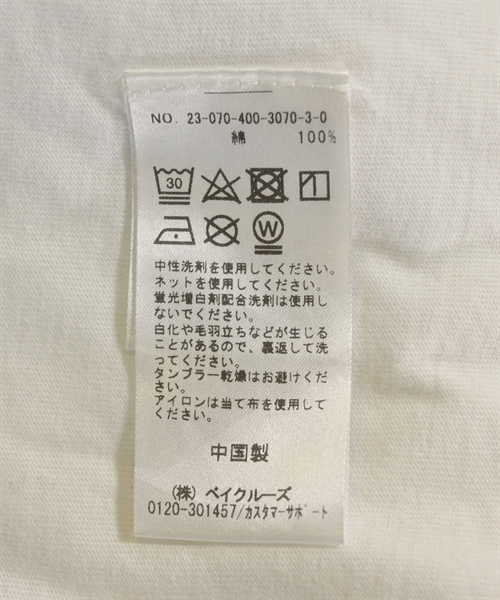 NO. 23-070-400-3070-3-0
綿 100%
30
W
中性洗剤を使用してください。
ネットを使用してください。
蛍光増白剤配合洗剤は使用し
ないでください。
白化や毛羽立ちなどが生じる
ことがあるので、裏返して洗
ってください。
タンブラー乾燥はお避けくだ
さい。
アイロンは当て布を使用して
ください。
中国製
(株) ベイクルーズ
0120-301457/カスタマーサポート